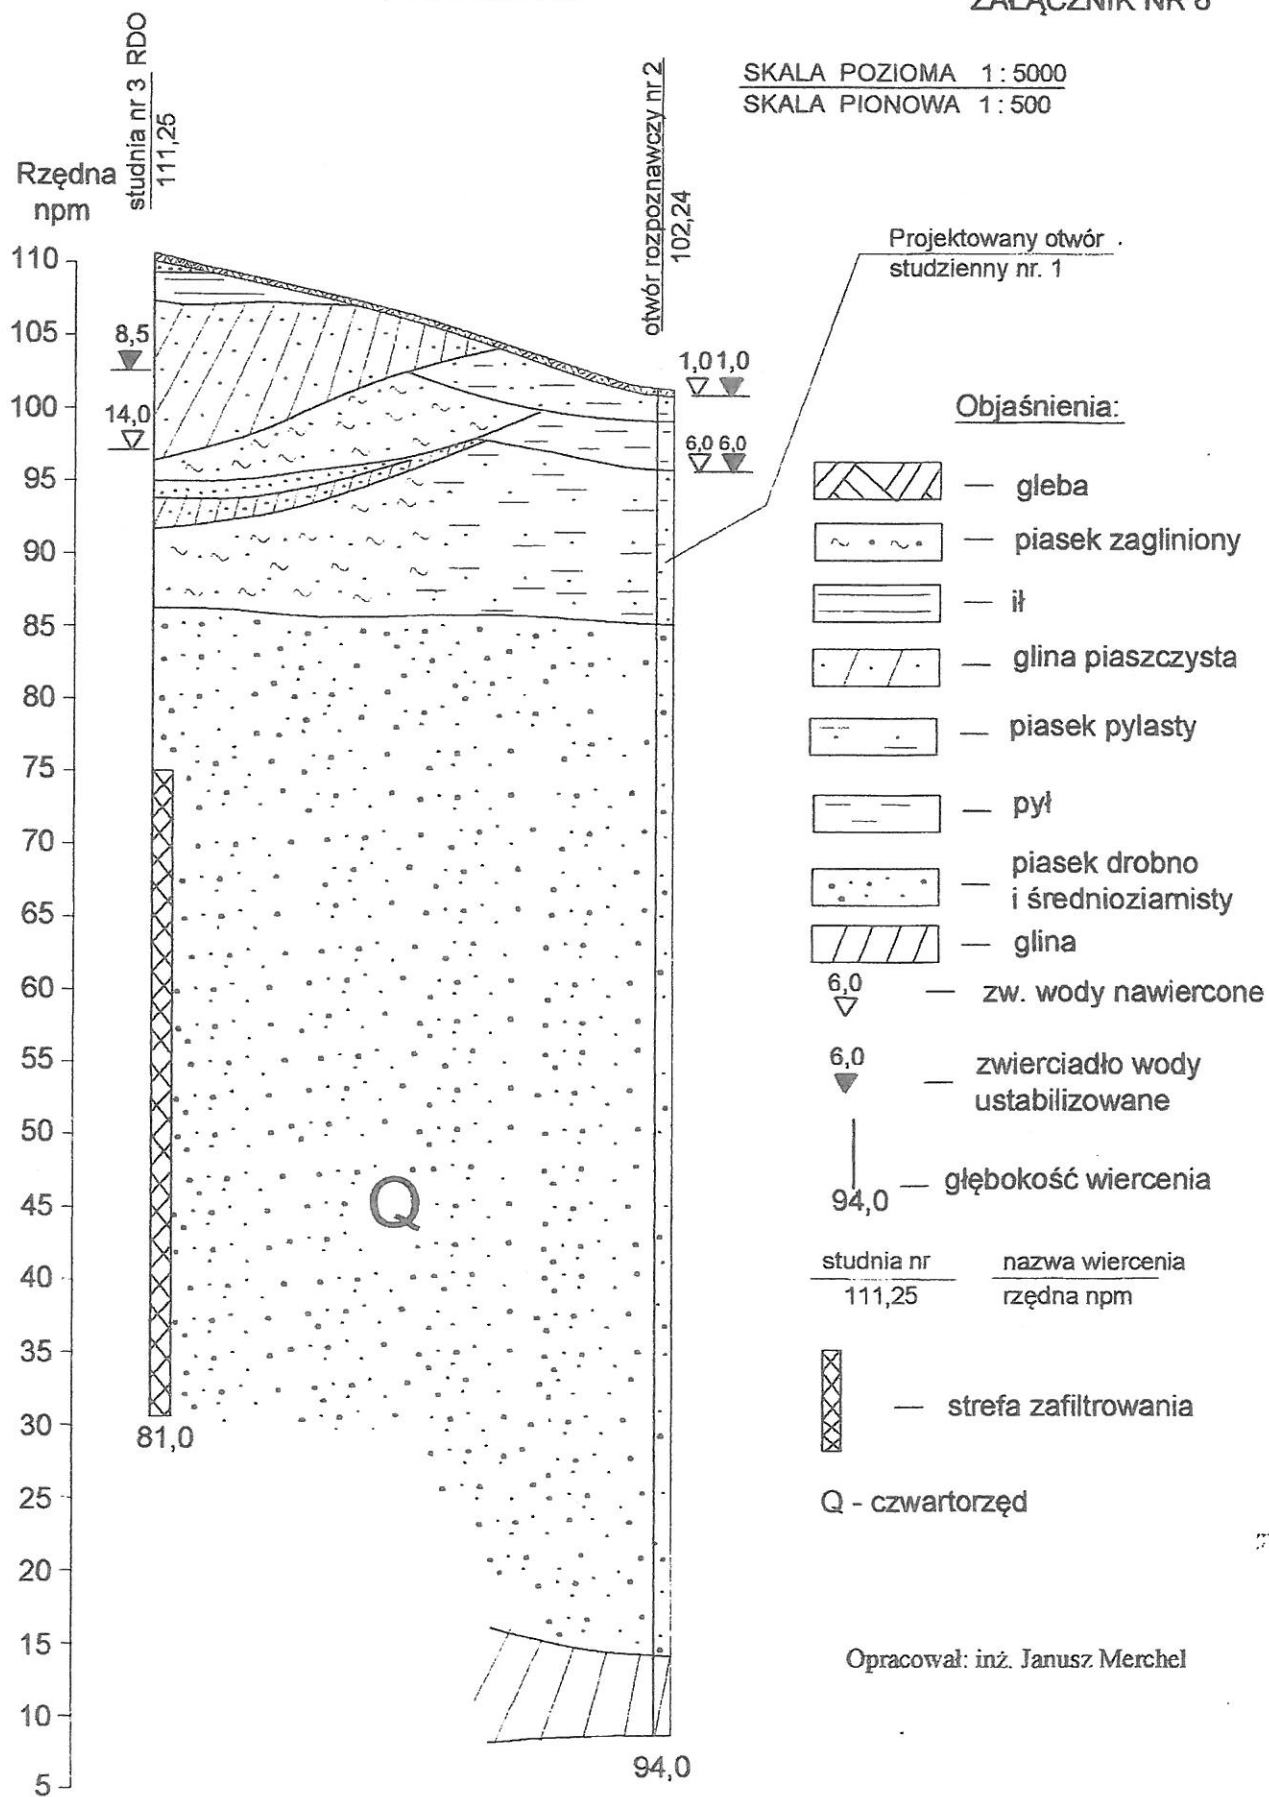 ZAŁĄCZNIK NR 6
SKALA POZIOMA 1:5000
SKALA PIONOWA 1:500
studnia nr 3 RDO
111,25
otwór rozpoznawczy nr 2
102,24
Rzędna
npm
Projektowany otwór
studzienny nr. 1
110
105
100
95
90
85
80
75
70
65
60
55
50
45
40
35
30
25
20
15
10
5
8,5
14,0
1,0 1,0
6,0 6,0
Q
81,0
94,0
Objaśnienia:
gleba
piasek zagliniony
ił
glina piaszczysta
piasek pylasty
pył
piasek drobno
i średnioziarnisty
glina
6,0
zw. wody nawiercone
6,0
zwierciadło wody
ustabilizowane
94,0
głębokość wiercenia
studnia nr
111,25
nazwa wiercenia
rzędna npm
strefa zafiltrowania
Q - czwartorzęd
Opracował: inż. Janusz Merchel